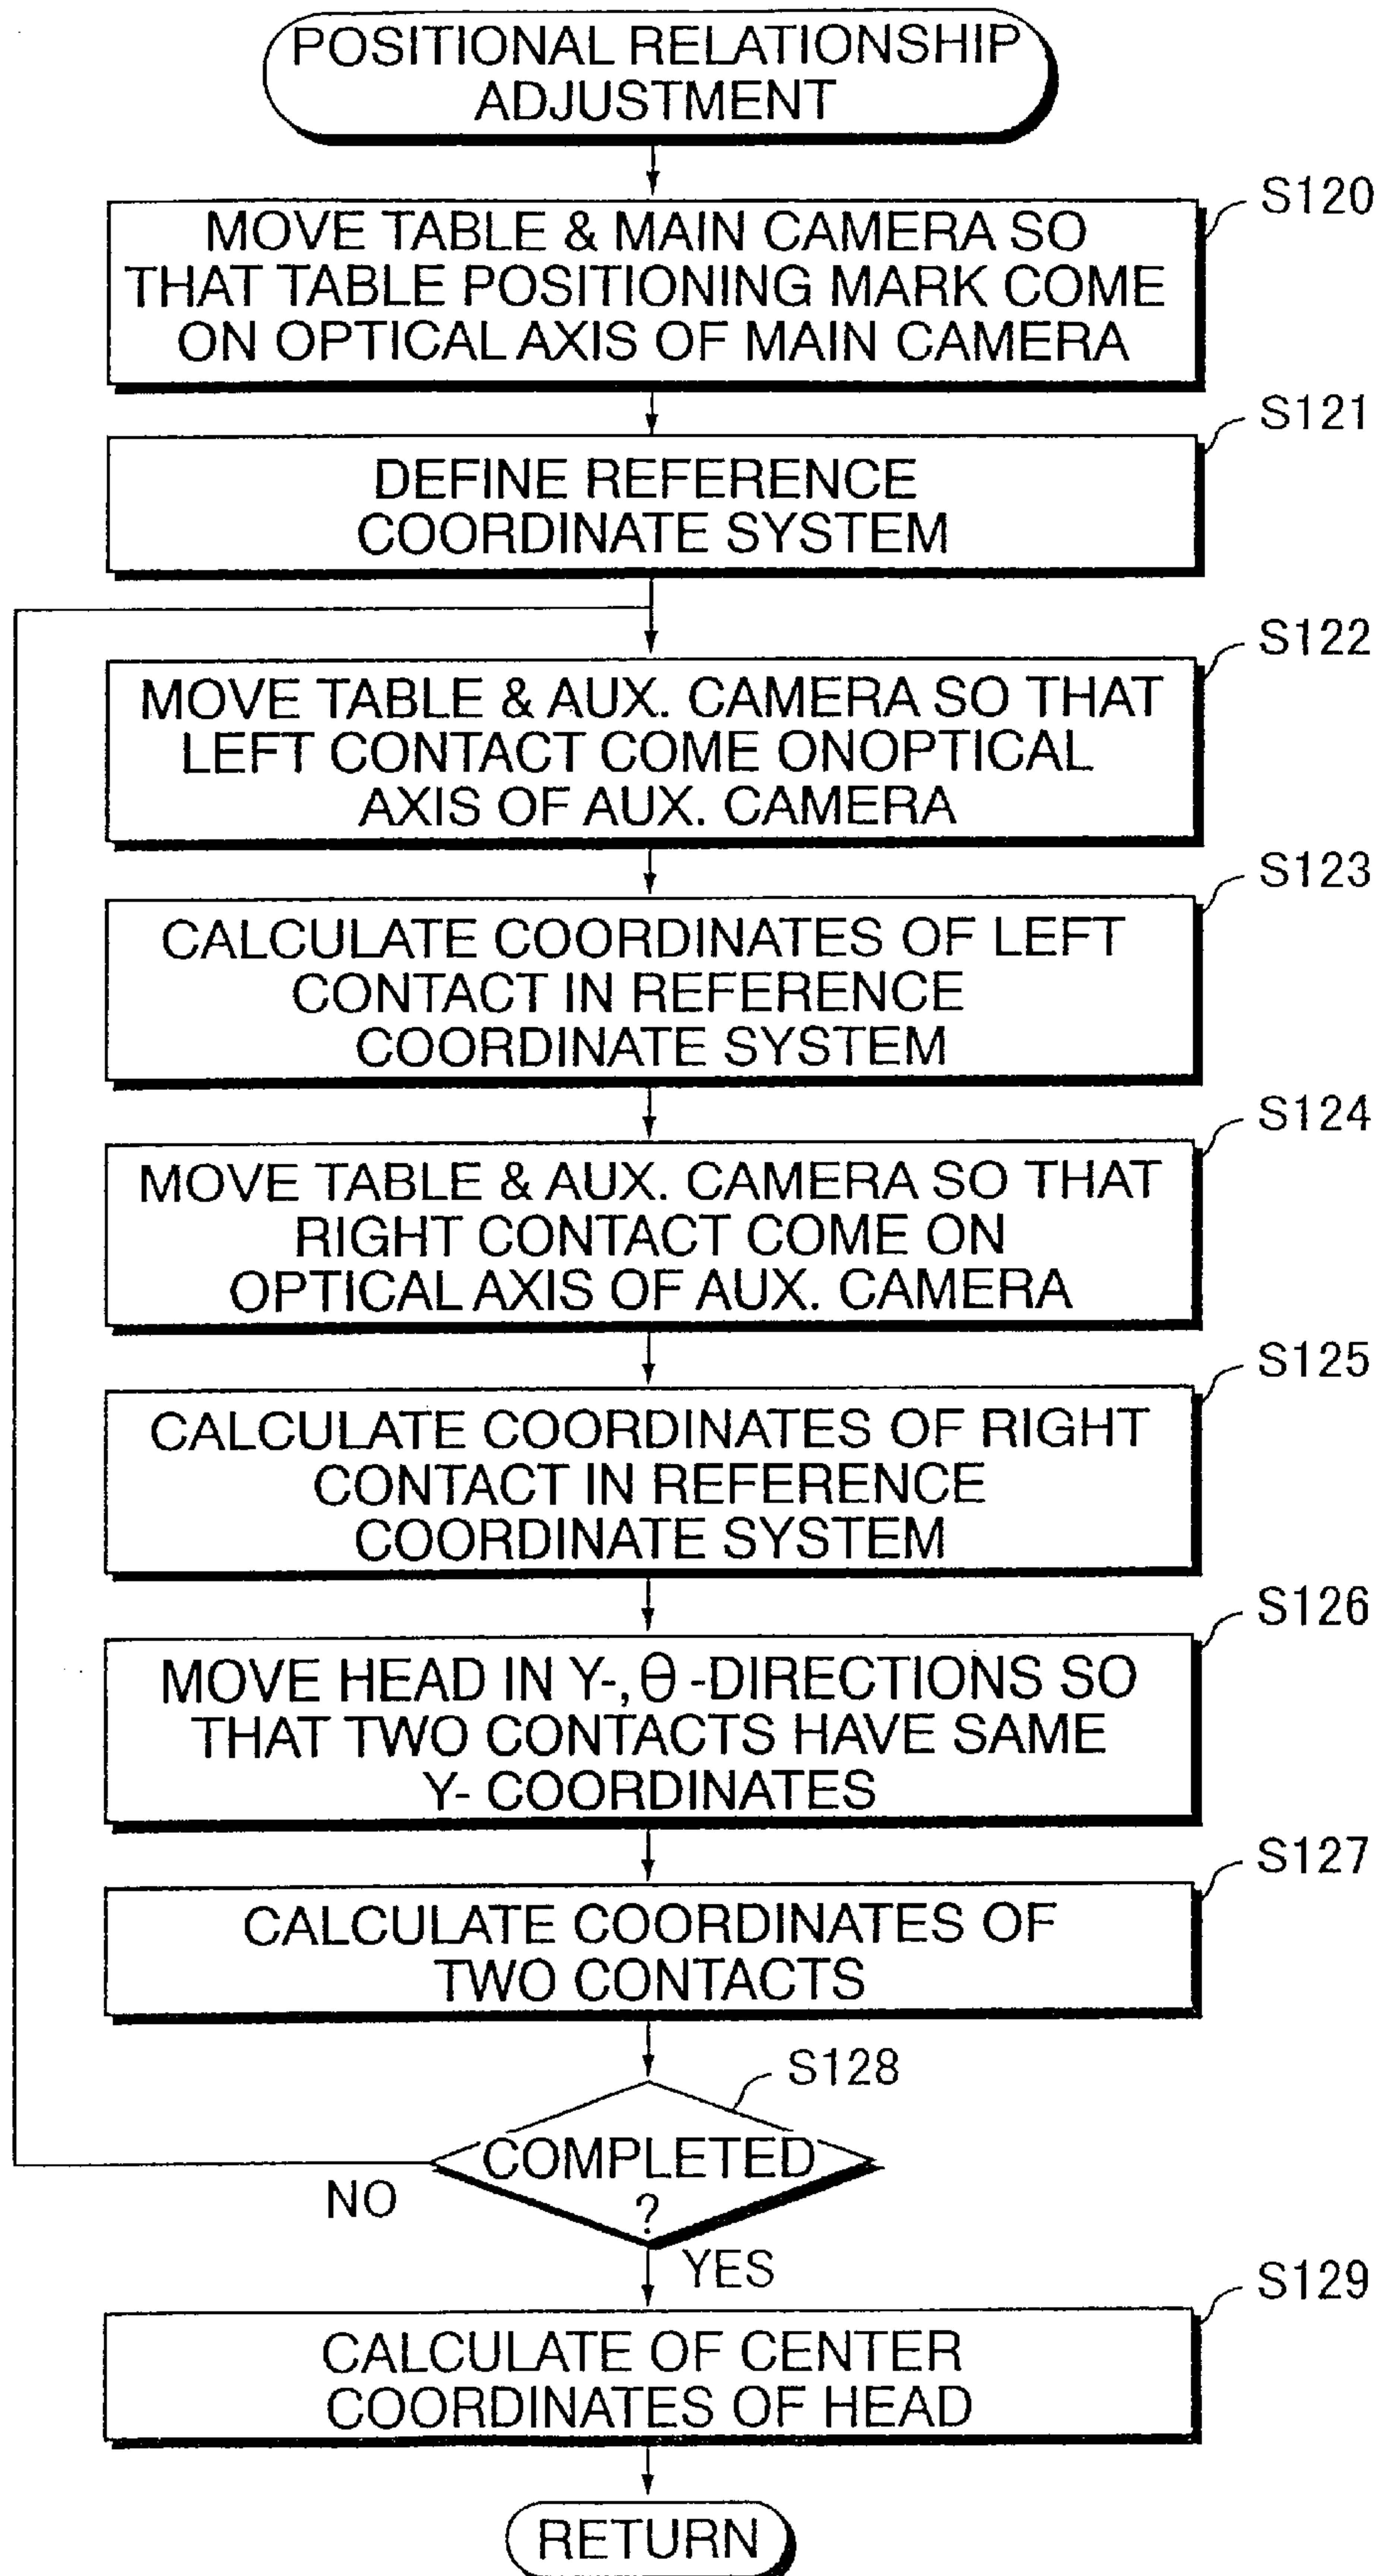 POSITIONAL RELATIONSHIP
ADJUSTMENT
S120
MOVE TABLE & MAIN CAMERA SO
THAT TABLE POSITIONING MARK COME
ON OPTICAL AXIS OF MAIN CAMERA
S121
DEFINE REFERENCE
COORDINATE SYSTEM
S122
MOVE TABLE & AUX. CAMERA SO THAT
LEFT CONTACT COME ONOPTICAL
AXIS OF AUX. CAMERA
S123
CALCULATE COORDINATES OF LEFT
CONTACT IN REFERENCE
COORDINATE SYSTEM
S124
MOVE TABLE & AUX. CAMERA SO THAT
RIGHT CONTACT COME ON
OPTICAL AXIS OF AUX. CAMERA
S125
CALCULATE COORDINATES OF RIGHT
CONTACT IN REFERENCE
COORDINATE SYSTEM
S126
MOVE HEAD IN Y-, θ -DIRECTIONS SO
THAT TWO CONTACTS HAVE SAME
Y- COORDINATES
S127
CALCULATE COORDINATES OF
TWO CONTACTS
S128
COMPLETED
?
NO
YES
S129
CALCULATE OF CENTER
COORDINATES OF HEAD
RETURN